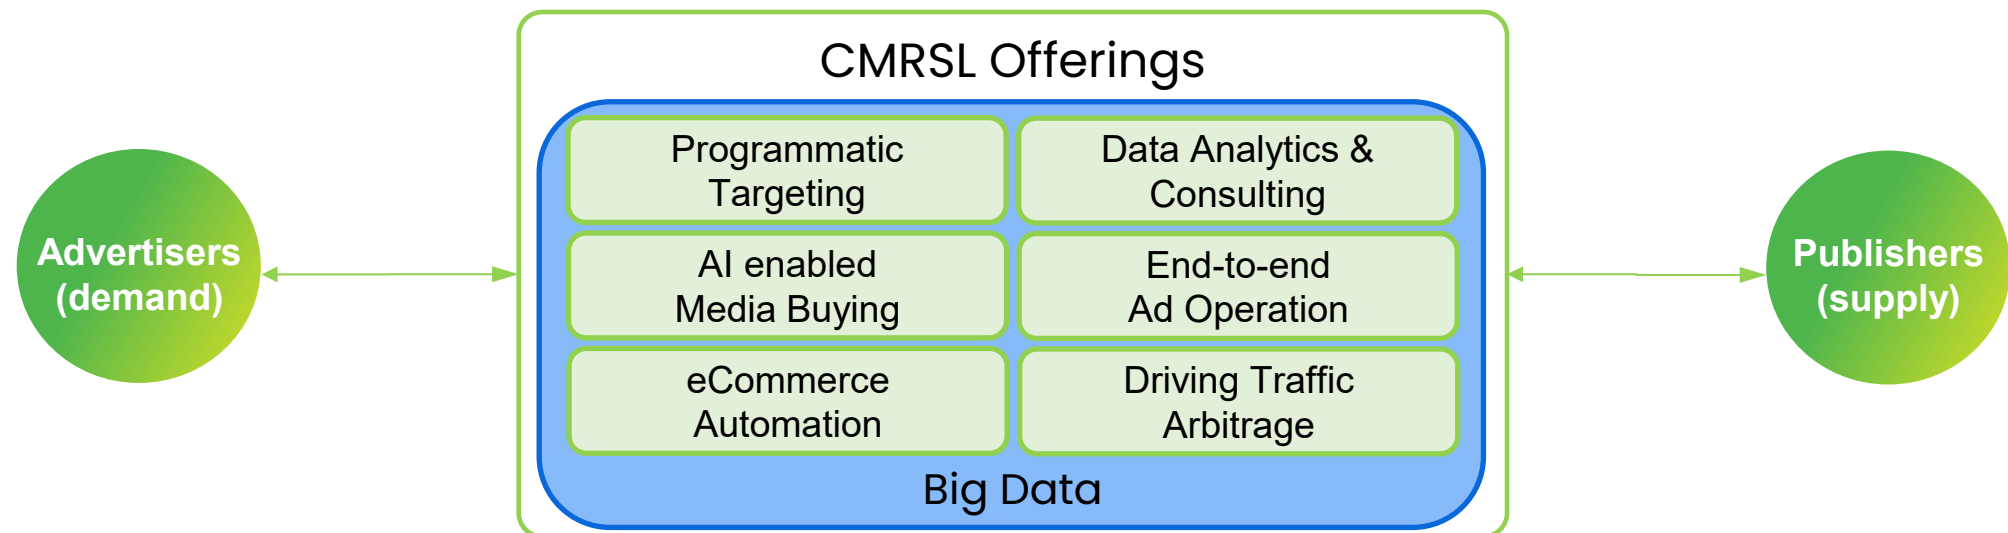 CMRSL Offerings
Programmatic
Targeting
Data Analytics &
Consulting
Advertisers
(demand)
AI enabled
Media Buying
End-to-end
Ad Operation
Publishers
(supply)
eCommerce
Automation
Driving Traffic
Arbitrage
Big Data